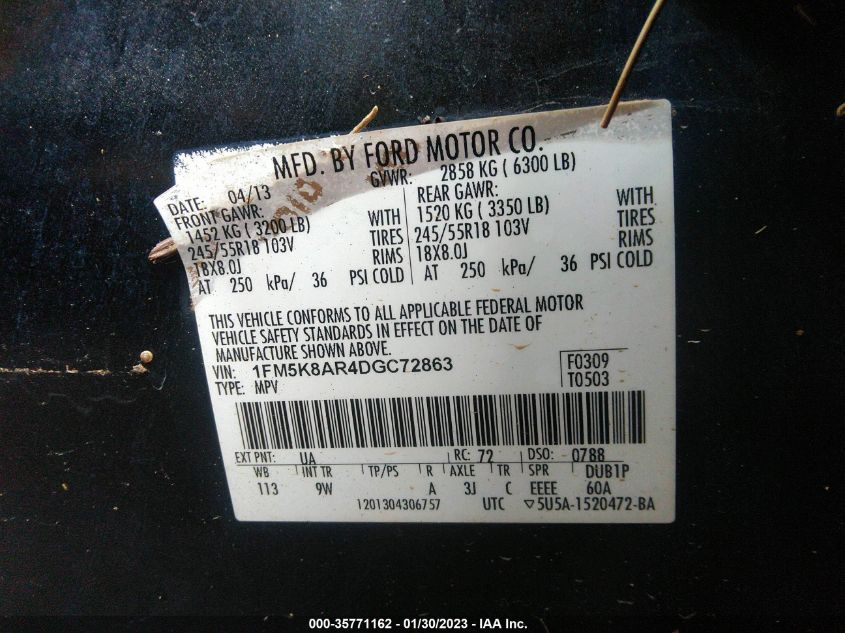 MFD. BY FORD MOTOR CO.
DATE: 04/13 GVWR: 2858 KG ( 6300 LB)
FRONT GAWR: REAR GAWR:
1452 KG ( 3200 LB) WITH 1520 KG ( 3350 LB) WITH
245/55R18 103V TIRES 245/55R18 103V TIRES
18X8.0J RIMS 18X8.0J RIMS
AT 250 kPa/ 36 PSI COLD AT 250 kPa/ 36 PSI COLD
THIS VEHICLE CONFORMS TO ALL APPLICABLE FEDERAL MOTOR
VEHICLE SAFETY STANDARDS IN EFFECT ON THE DATE OF
MANUFACTURE SHOWN ABOVE.
VIN: 1FM5K8AR4DGC72863 F0309
TYPE: MPV T0503
EXT PNT: UA RC: 72 DSO: 0788
WB INT TR TP/PS R AXLE TR SPR DUB1P
113 9W A 3J C EEEE 60A
1201304306757 UTC ▽5U5A-1520472-BA
000-35771162 - 01/30/2023 - IAA Inc.